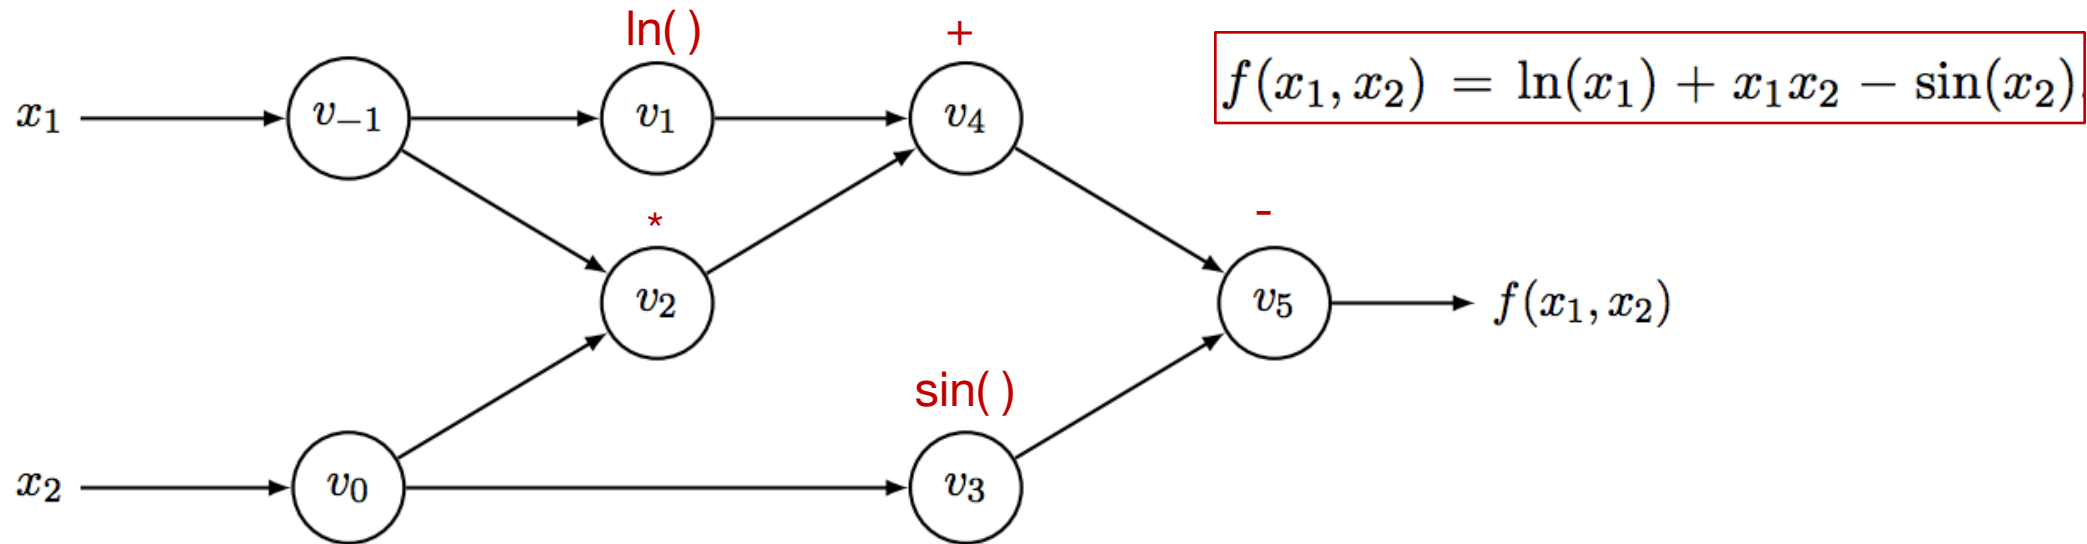 ln( )
+
f(x₁, x₂) = ln(x₁) + x₁x₂ − sin(x₂).
x₁
v₋₁
v₁
v₄
*
-
v₂
v₅
f(x₁, x₂)
sin( )
x₂
v₀
v₃